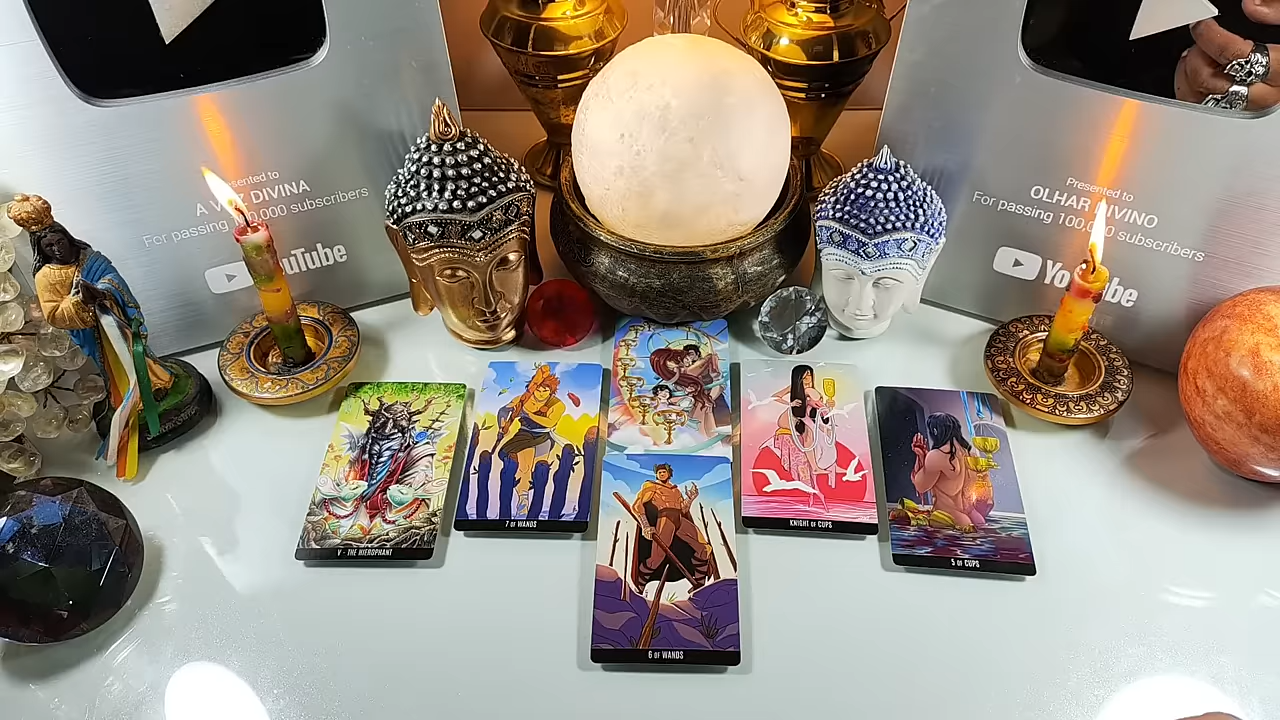 Presented to
DIVINA
For passing
subscribers
YouTube
Presented to
OLHAR DIVINO
For passing 100,000 subscribers
YouTube
V - THE HIEROPHANT
7 OF WANDS
6 OF WANDS
KNIGHT OF CUPS
5 OF CUPS